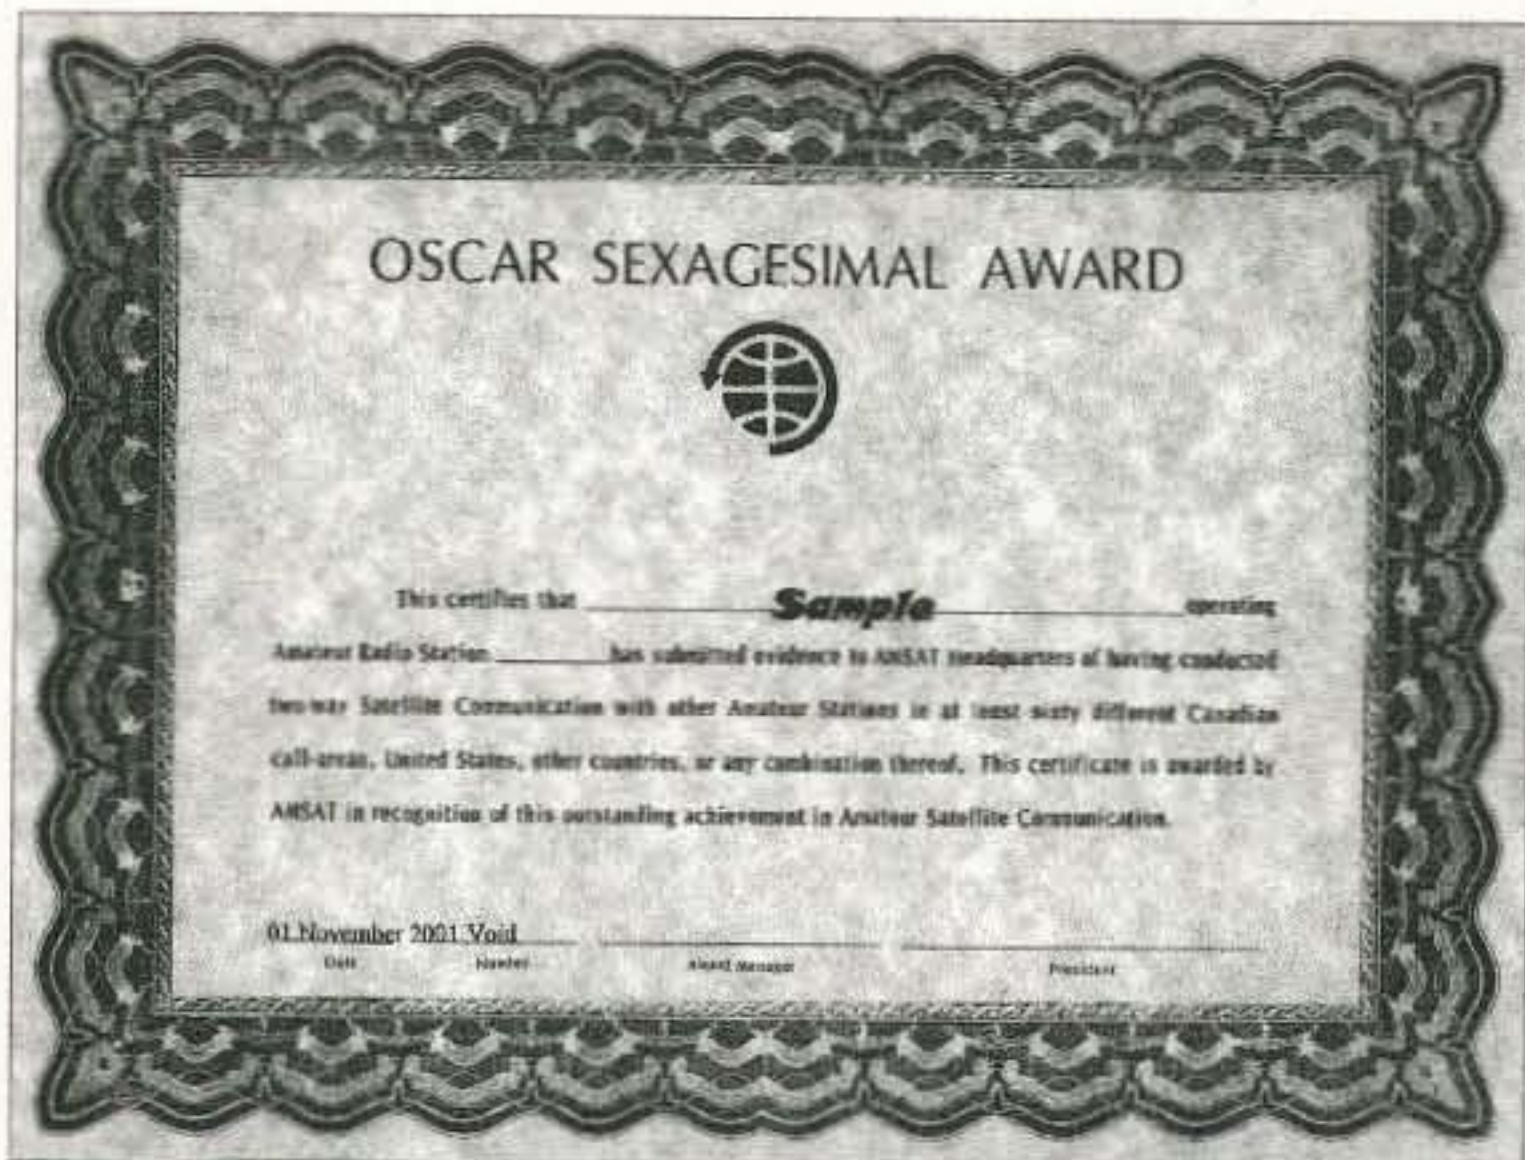 OSCAR SEXAGESIMAL AWARD
This certifies that Sample operating
Amateur Radio Station has submitted evidence to AMSAT Headquarters of having conducted
two-way Satellite Communication with other Amateur Stations in at least sixty different Canadian
call-areas, United States, other countries, or any combination thereof. This certificate is awarded by
AMSAT in recognition of this outstanding achievement in Amateur Satellite Communication.
01 November 2001 Void
Date Number Award Manager President